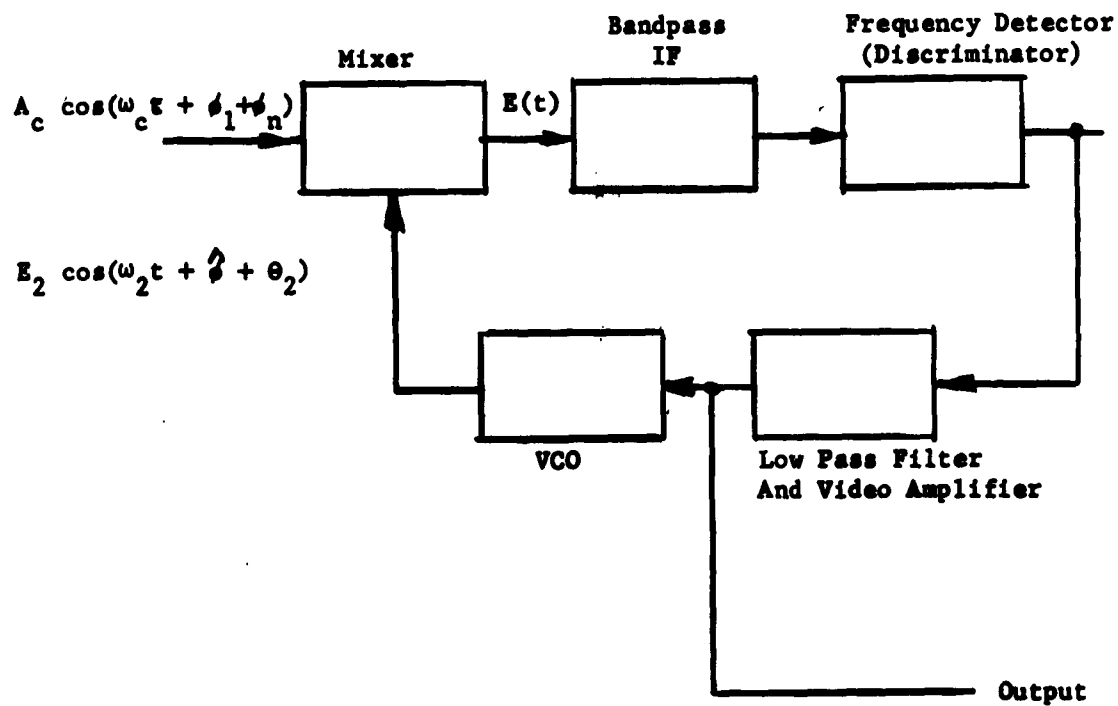 Mixer
Bandpass
IF
Frequency Detector
(Discriminator)
A_c cos(ω_c t + ϕ_1+ϕ_n)
E(t)
E_2 cos(ω_2 t + ϕ̂ + θ_2)
VCO
Low Pass Filter
And Video Amplifier
Output